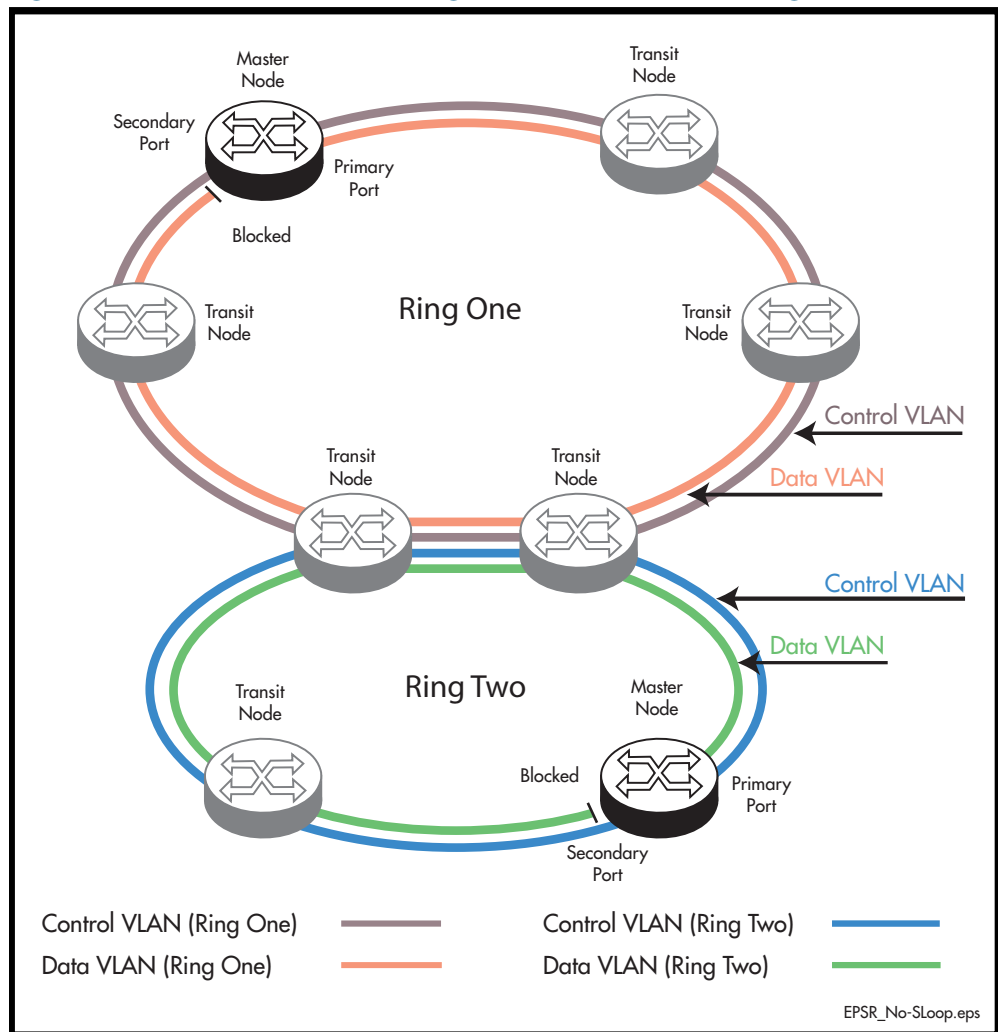 Master
Node
Transit
Node
Secondary
Port
Primary
Port
Blocked
Transit
Node
Ring One
Transit
Node
Control VLAN
Transit
Node
Transit
Node
Data VLAN
Control VLAN
Data VLAN
Ring Two
Transit
Node
Master
Node
Blocked
Primary
Port
Secondary
Port
Control VLAN (Ring One)
Control VLAN (Ring Two)
Data VLAN (Ring One)
Data VLAN (Ring Two)
EPSR_No-SLoop.eps